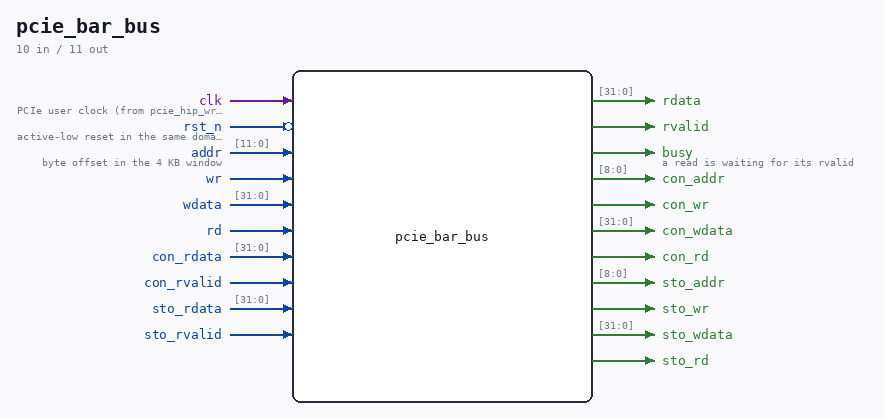 pcie_bar_bus
10 in / 11 out
clk
PCIe user clock (from pcie_hip_wr…
rst_n
active-low reset in the same doma…
addr
[11:0]
byte offset in the 4 KB window
wr
wdata
[31:0]
rd
con_rdata
[31:0]
con_rvalid
sto_rdata
[31:0]
sto_rvalid
pcie_bar_bus
[31:0]
rdata
rvalid
busy
a read is waiting for its rvalid
[8:0]
con_addr
con_wr
[31:0]
con_wdata
con_rd
[8:0]
sto_addr
sto_wr
[31:0]
sto_wdata
sto_rd